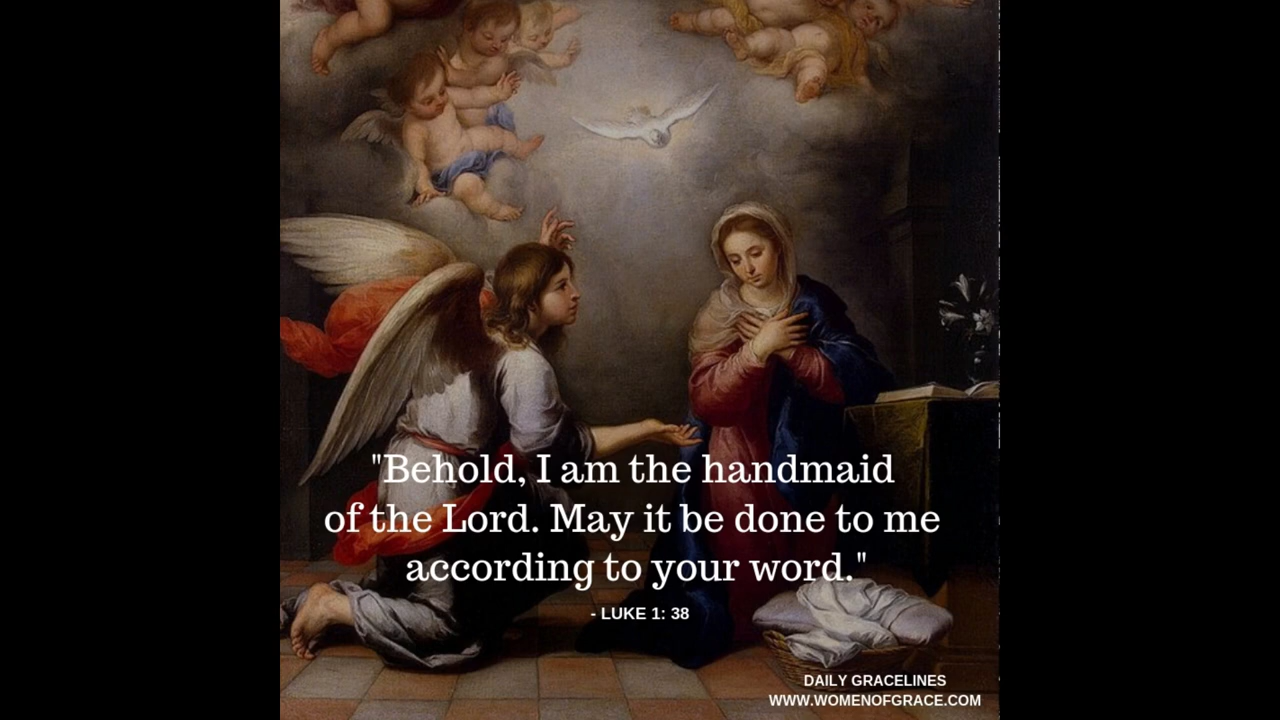 "Behold, I am the handmaid
of the Lord. May it be done to me
according to your word."
- LUKE 1: 38
DAILY GRACELINES
WWW.WOMENOFGRACE.COM